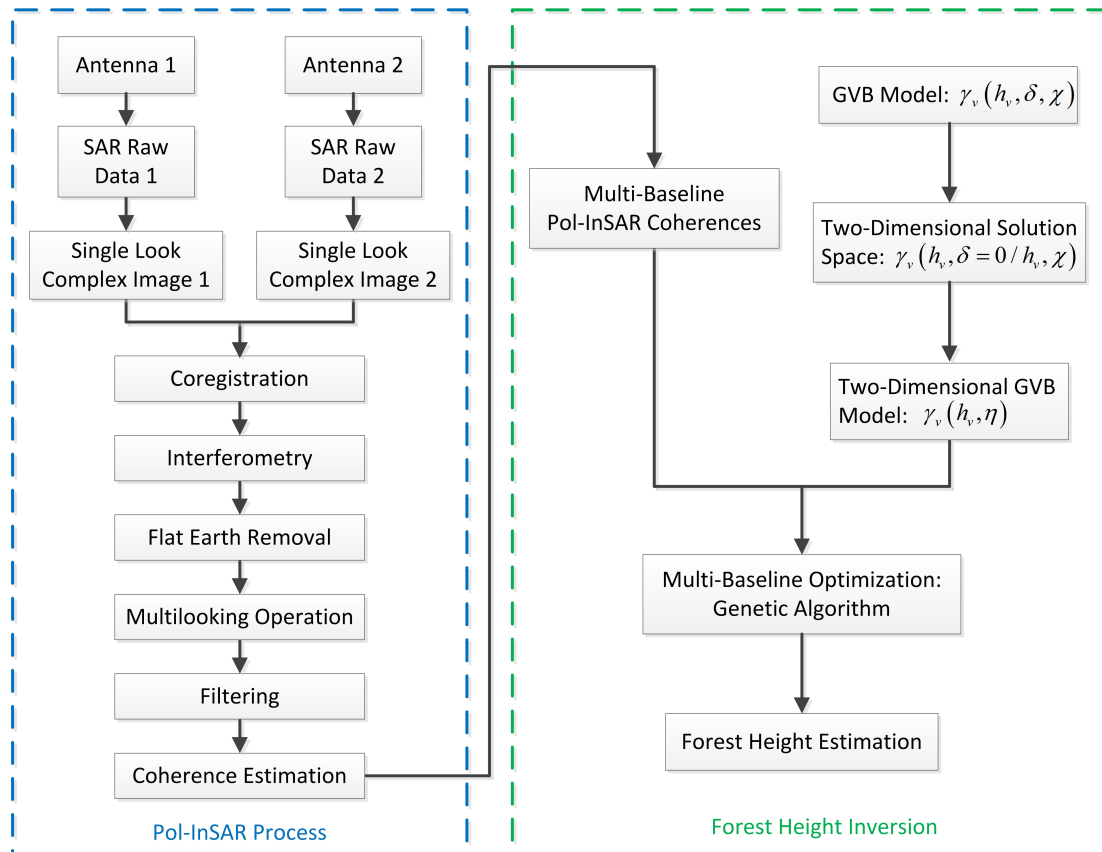 Antenna 1
Antenna 2
SAR Raw
Data 1
SAR Raw
Data 2
Single Look
Complex Image 1
Single Look
Complex Image 2
Coregistration
Interferometry
Flat Earth Removal
Multilooking Operation
Filtering
Coherence Estimation
Pol-InSAR Process
Multi-Baseline
Pol-InSAR Coherences
GVB Model: γᵥ(hᵥ, δ, χ)
Two-Dimensional Solution
Space: γᵥ(hᵥ, δ = 0 / hᵥ, χ)
Two-Dimensional GVB
Model: γᵥ(hᵥ, η)
Multi-Baseline Optimization:
Genetic Algorithm
Forest Height Estimation
Forest Height Inversion